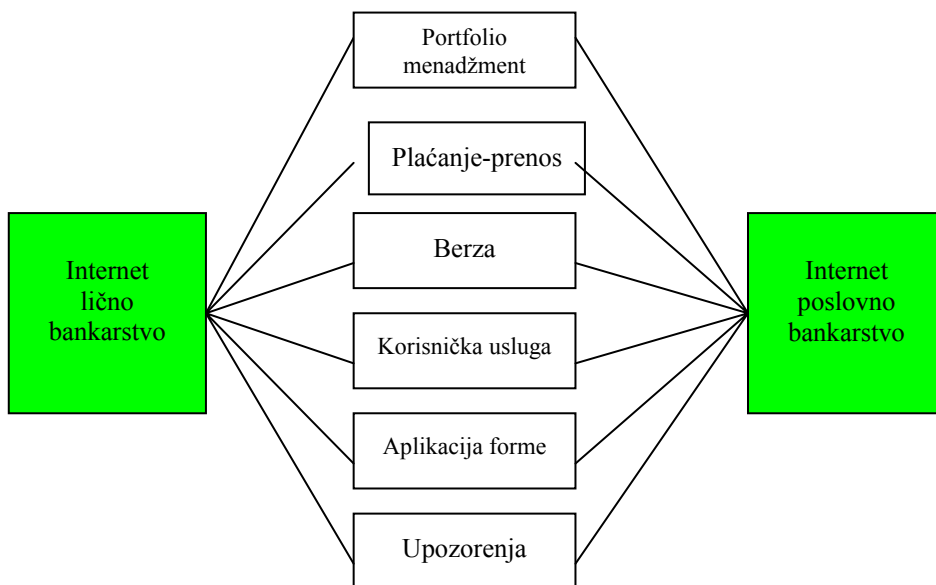 Portfolio
menadžment
Plaćanje-prenos
Berza
Internet
lično
bankarstvo
Internet
poslovno
bankarstvo
Korisnička usluga
Aplikacija forme
Upozorenja